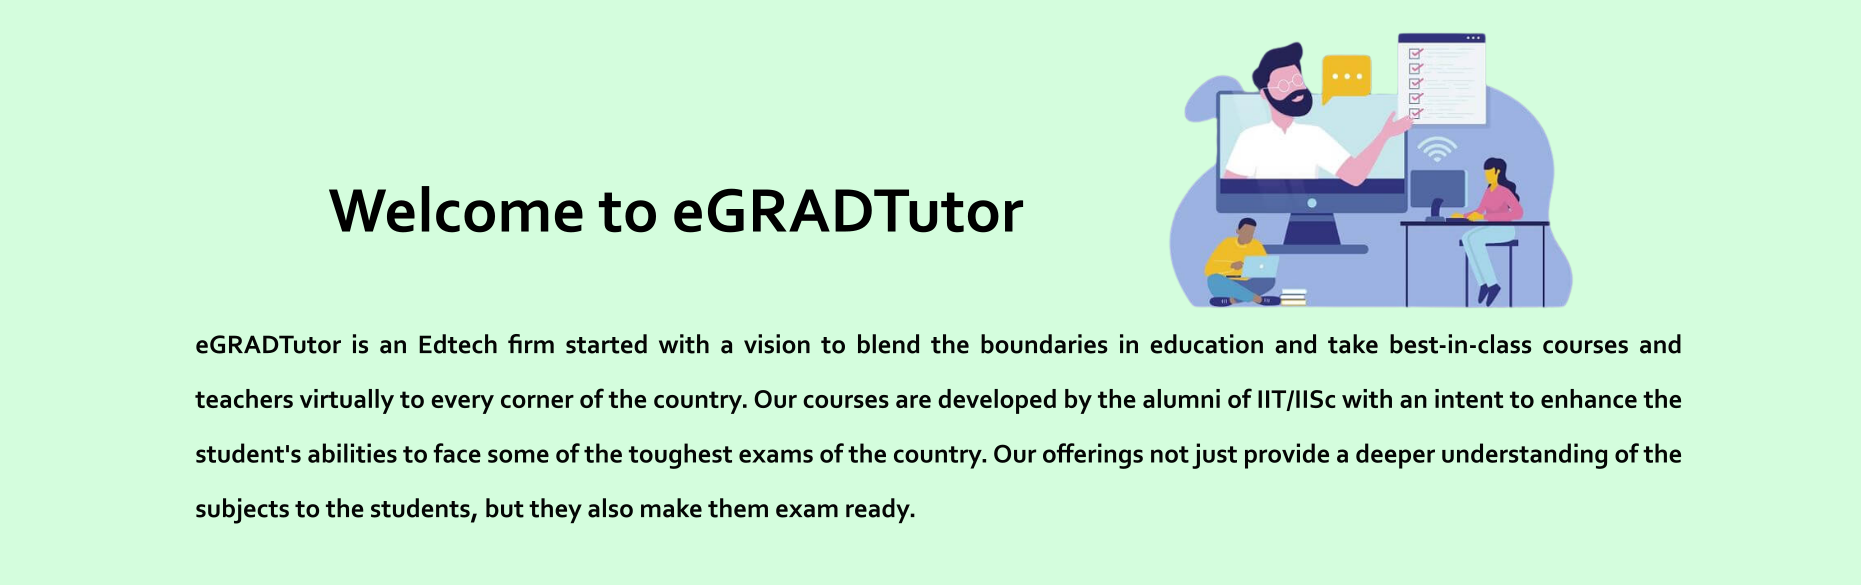 Welcome to eGRADTutor
eGRADTutor is an Edtech firm started with a vision to blend the boundaries in education and take best-in-class courses and
teachers virtually to every corner of the country. Our courses are developed by the alumni of IIT/IISc with an intent to enhance the
student's abilities to face some of the toughest exams of the country. Our offerings not just provide a deeper understanding of the
subjects to the students, but they also make them exam ready.